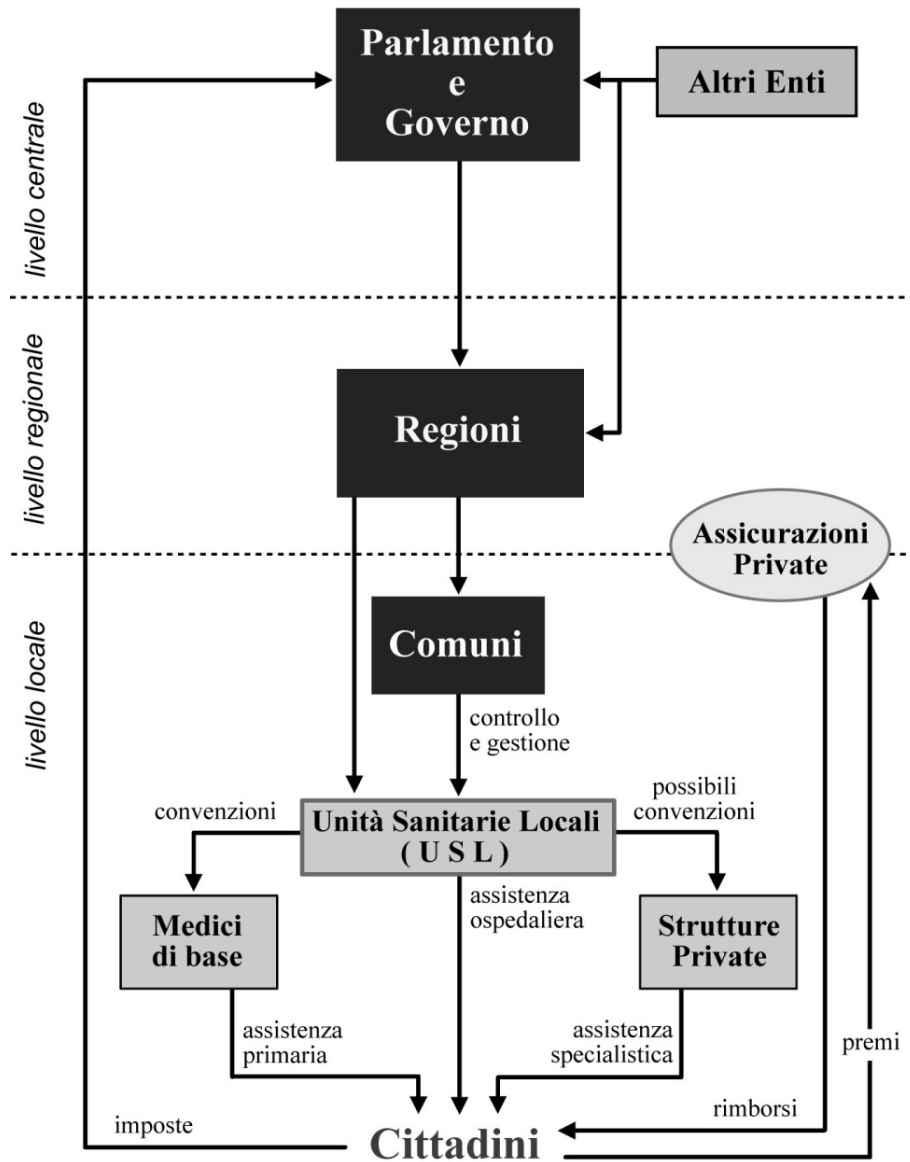 Parlamento
e
Governo
Altri Enti
livello centrale
Regioni
livello regionale
Assicurazioni
Private
Comuni
livello locale
controllo
e gestione
convenzioni
Unità Sanitarie Locali
( U S L )
possibili
convenzioni
assistenza
ospedaliera
Medici
di base
Strutture
Private
assistenza
primaria
assistenza
specialistica
premi
imposte
rimborsi
Cittadini